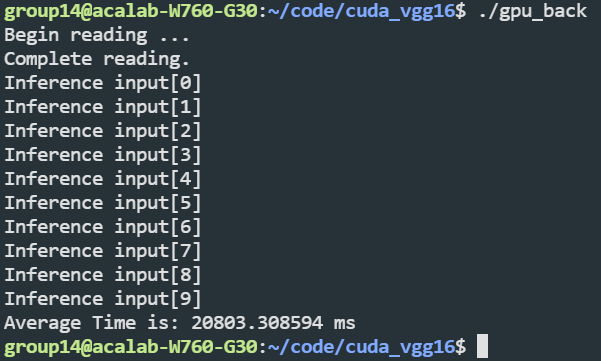 group14@acalab-W760-G30:~/code/cuda_vgg16$ ./gpu_back
Begin reading ...
Complete reading.
Inference input[0]
Inference input[1]
Inference input[2]
Inference input[3]
Inference input[4]
Inference input[5]
Inference input[6]
Inference input[7]
Inference input[8]
Inference input[9]
Average Time is: 20803.308594 ms
group14@acalab-W760-G30:~/code/cuda_vgg16$